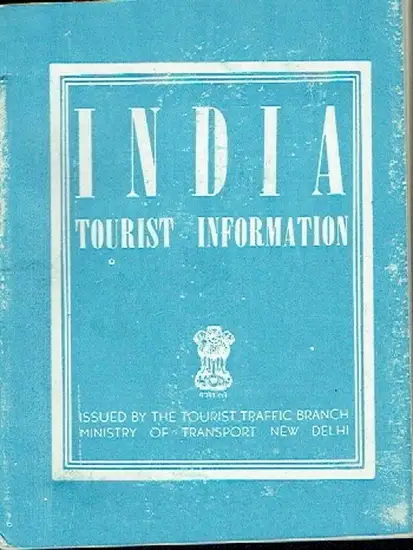 INDIA
TOURIST INFORMATION
ISSUED BY THE TOURIST TRAFFIC BRANCH
MINISTRY OF TRANSPORT NEW DELHI